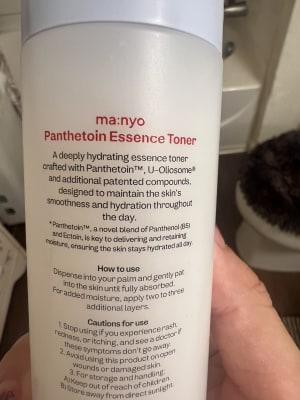 ma:nyo
Panthetoin Essence Toner
A deeply hydrating essence toner
crafted with Panthetoin™, U-Oliosome®
and additional patented compounds,
designed to maintain the skin's
smoothness and hydration throughout
the day.
*Panthetoin™, a novel blend of Panthenol (B5)
and Ectoin, is key to delivering and retaining
moisture, ensuring the skin stays hydrated all day.
How to use
Dispense into your palm and gently pat
into the skin until fully absorbed.
For added moisture, apply two to three
additional layers.
Cautions for use
1. Stop using if you experience rash,
redness, or itching, and see a doctor if
these symptoms don't go away.
2. Avoid using this product on open
wounds or damaged skin.
3. For storage and handling,
A) Keep out of reach of children.
B) Store away from direct sunlight.